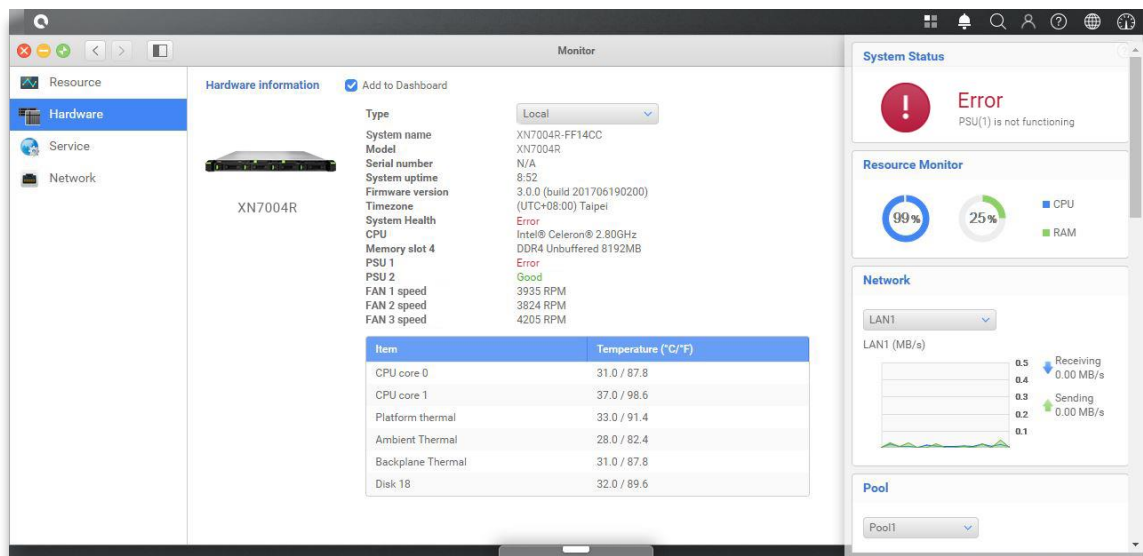 Monitor
Resource
Hardware
Service
Network
Hardware information
Add to Dashboard
XN7004R
Type Local
System name XN7004R-FF14CC
Model XN7004R
Serial number N/A
System uptime 8:52
Firmware version 3.0.0 (build 201706190200)
Timezone (UTC+08:00) Taipei
System Health Error
CPU Intel® Celeron® 2.80GHz
Memory slot 4 DDR4 Unbuffered 8192MB
PSU 1 Error
PSU 2 Good
FAN 1 speed 3935 RPM
FAN 2 speed 3824 RPM
FAN 3 speed 4205 RPM
Item Temperature (°C/°F)
CPU core 0 31.0 / 87.8
CPU core 1 37.0 / 98.6
Platform thermal 33.0 / 91.4
Ambient Thermal 28.0 / 82.4
Backplane Thermal 31.0 / 87.8
Disk 18 32.0 / 89.6
System Status
Error
PSU(1) is not functioning
Resource Monitor
99%
25%
CPU
RAM
Network
LAN1
LAN1 (MB/s)
0.5
0.4
0.3
0.2
0.1
Receiving
0.00 MB/s
Sending
0.00 MB/s
Pool
Pool1